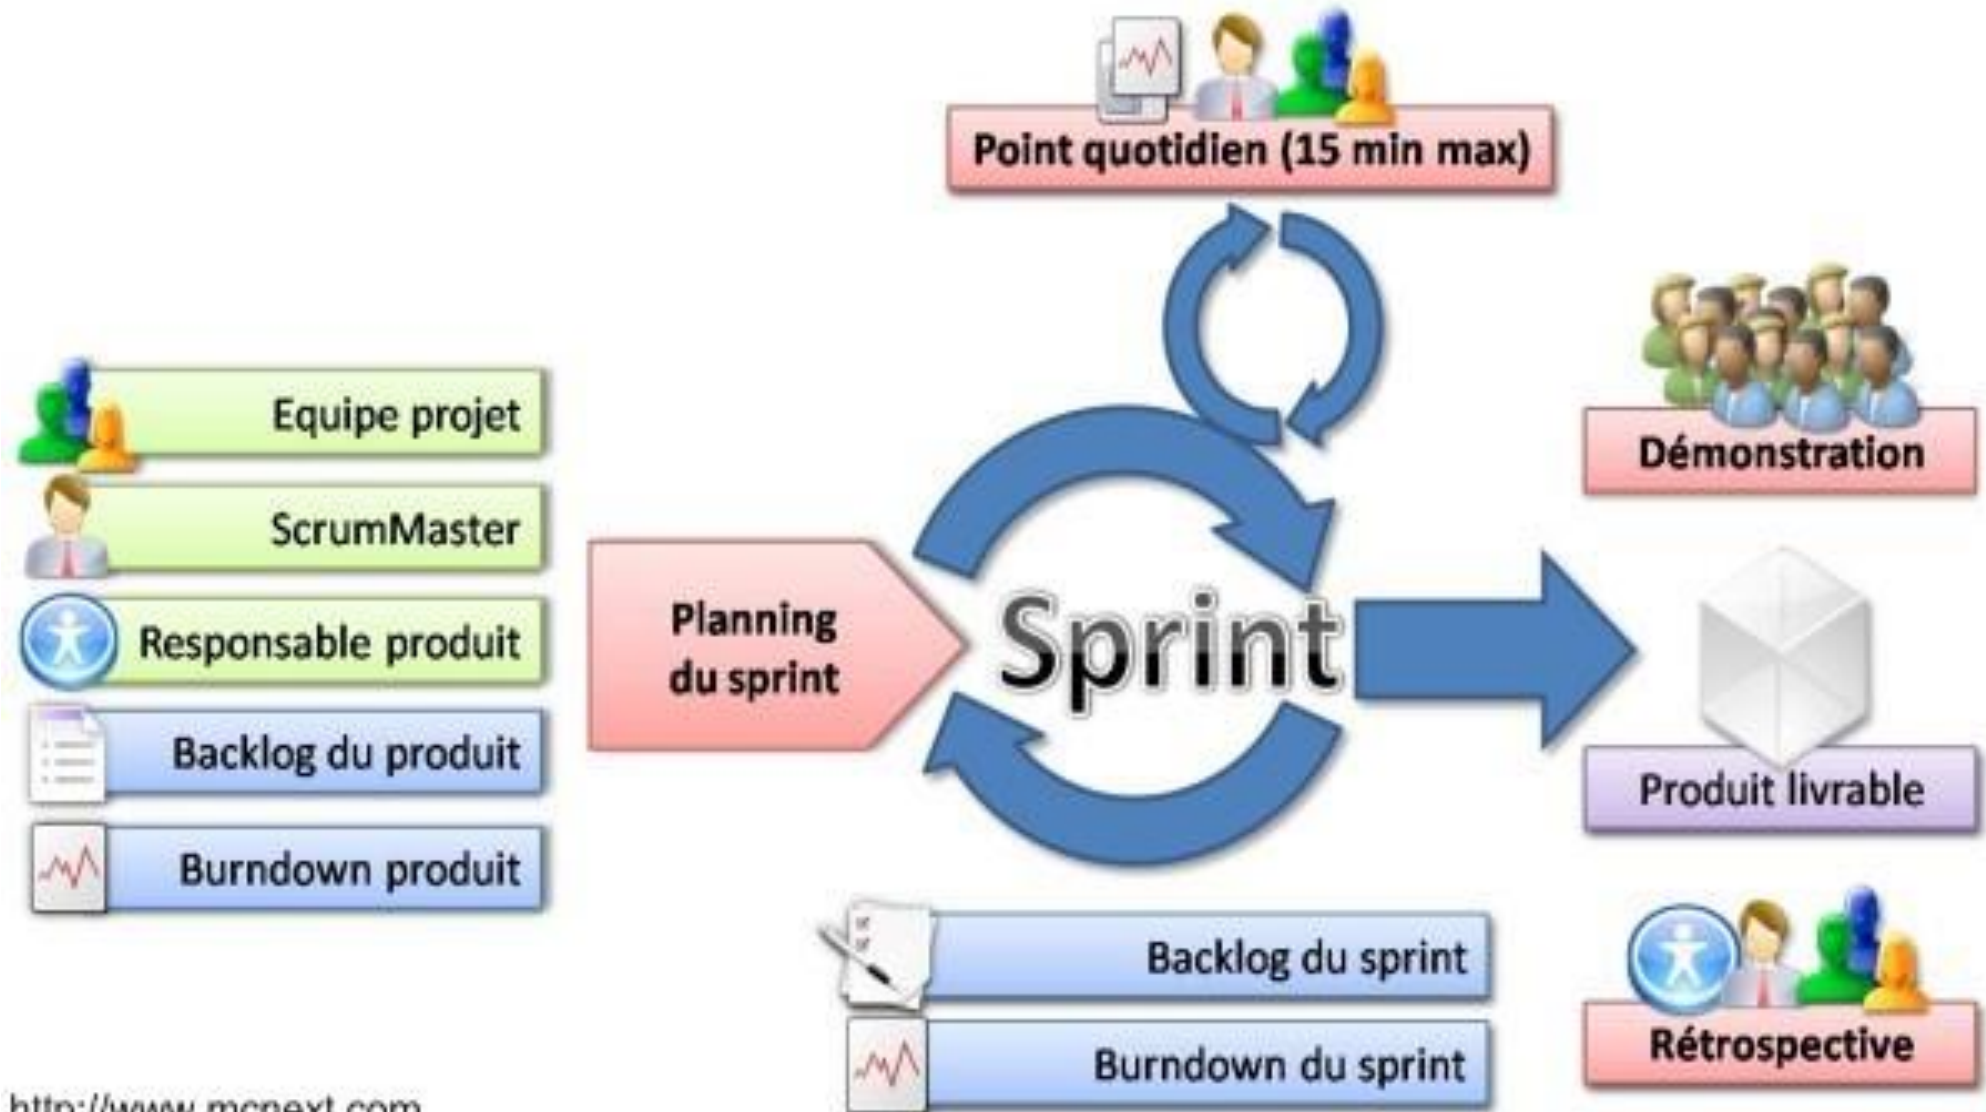 Point quotidien (15 min max)
Equipe projet
ScrumMaster
Responsable produit
Backlog du produit
Burndown produit
Planning
du sprint
Sprint
Démonstration
Produit livrable
Rétrospective
Backlog du sprint
Burndown du sprint
http://www.mcnext.com